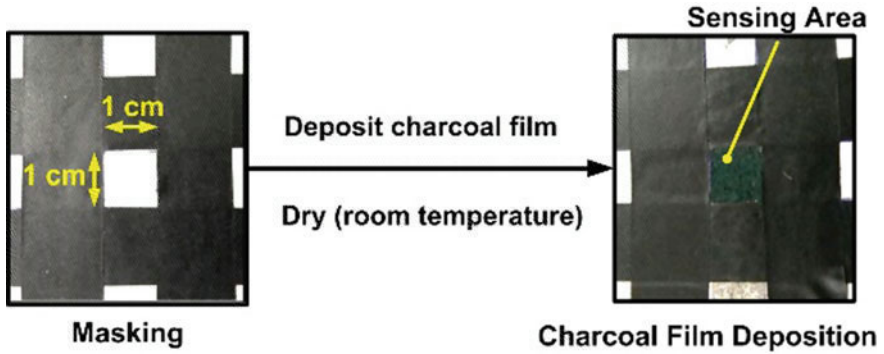 Sensing Area
1 cm
1 cm
Deposit charcoal film
Dry (room temperature)
Masking
Charcoal Film Deposition